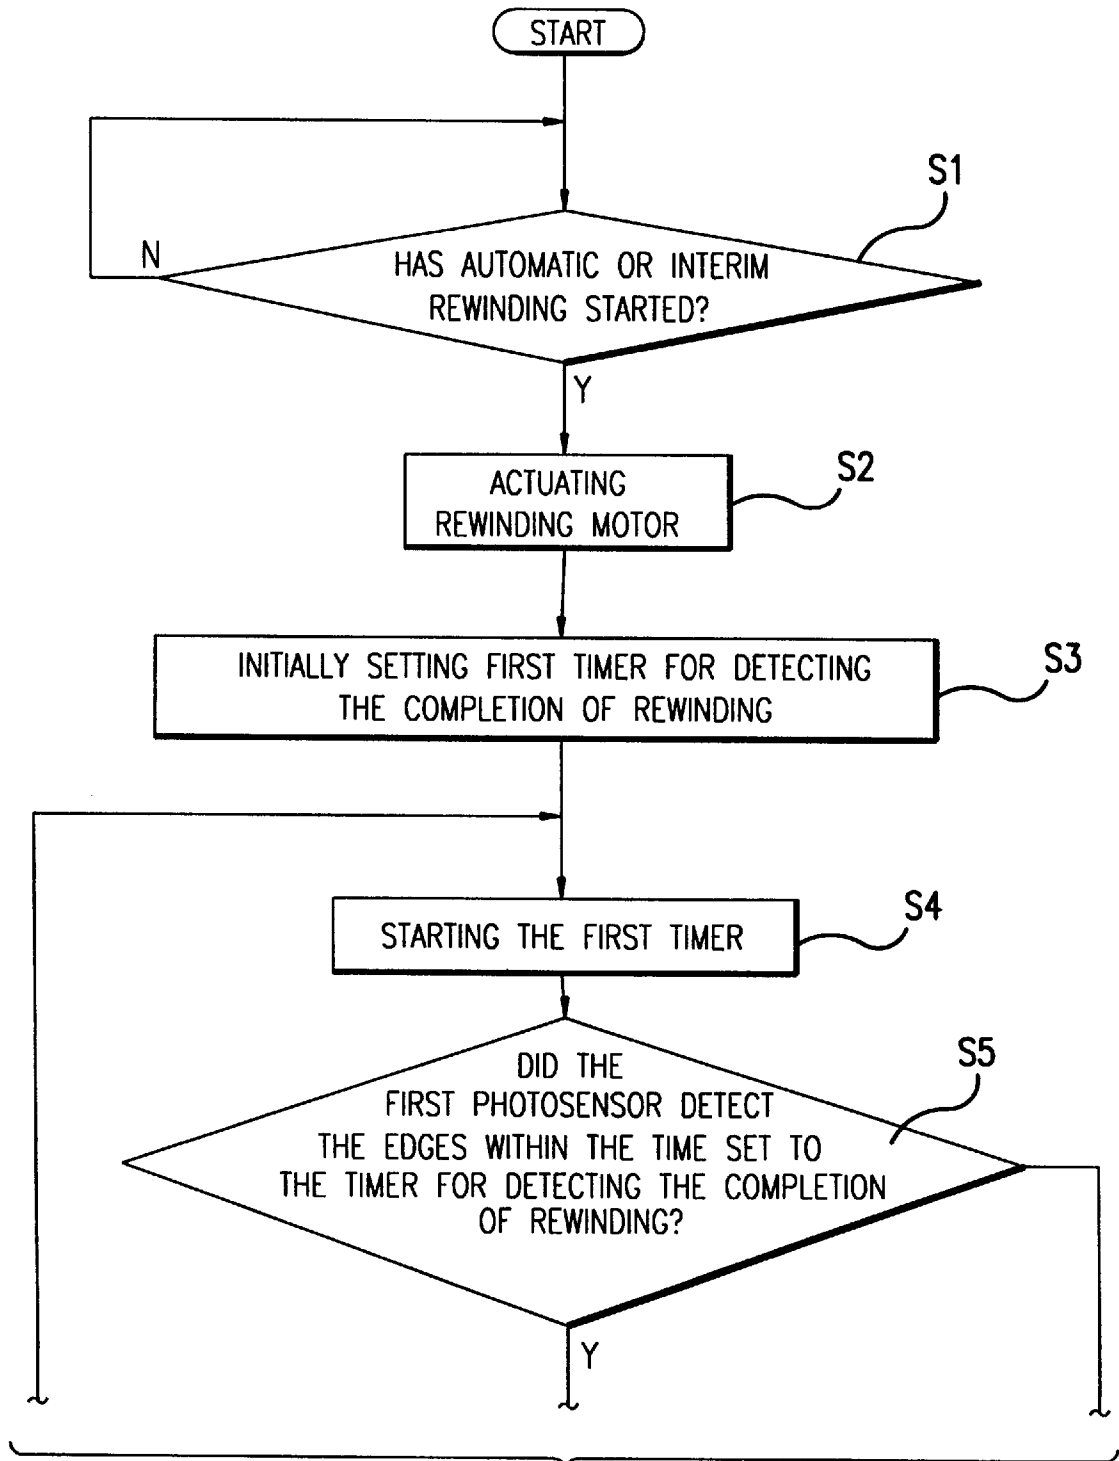 START
S1
N
HAS AUTOMATIC OR INTERIM
REWINDING STARTED?
Y
S2
ACTUATING
REWINDING MOTOR
S3
INITIALLY SETTING FIRST TIMER FOR DETECTING
THE COMPLETION OF REWINDING
S4
STARTING THE FIRST TIMER
S5
DID THE
FIRST PHOTOSENSOR DETECT
THE EDGES WITHIN THE TIME SET TO
THE TIMER FOR DETECTING THE COMPLETION
OF REWINDING?
Y